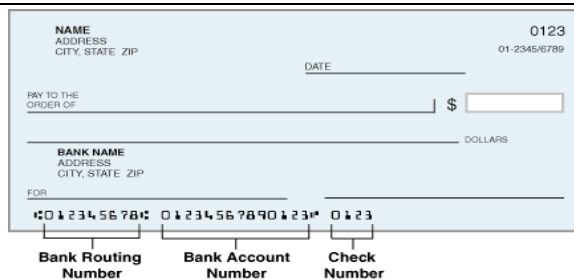 NAME
0123
ADDRESS
01-2345/6789
CITY, STATE ZIP
DATE
PAY TO THE
ORDER OF
$
DOLLARS
BANK NAME
ADDRESS
CITY, STATE ZIP
FOR
⑆012345678⑆ 01234567890123⑈ 0123
Bank Routing Number
Bank Account Number
Check Number